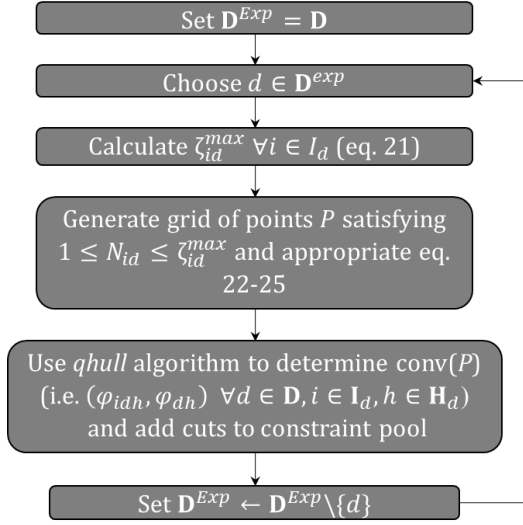 Set 𝐃^{Exp} = 𝐃
Choose d ∈ 𝐃^{exp}
Calculate ζ_{id}^{max} ∀i ∈ I_d (eq. 21)
Generate grid of points P satisfying
1 ≤ N_{id} ≤ ζ_{id}^{max} and appropriate eq.
22-25
Use qhull algorithm to determine conv(P)
(i.e. (φ_{idh}, φ_{dh}) ∀d ∈ 𝐃, i ∈ 𝐈_d, h ∈ 𝐇_d)
and add cuts to constraint pool
Set 𝐃^{Exp} ← 𝐃^{Exp}\{d}